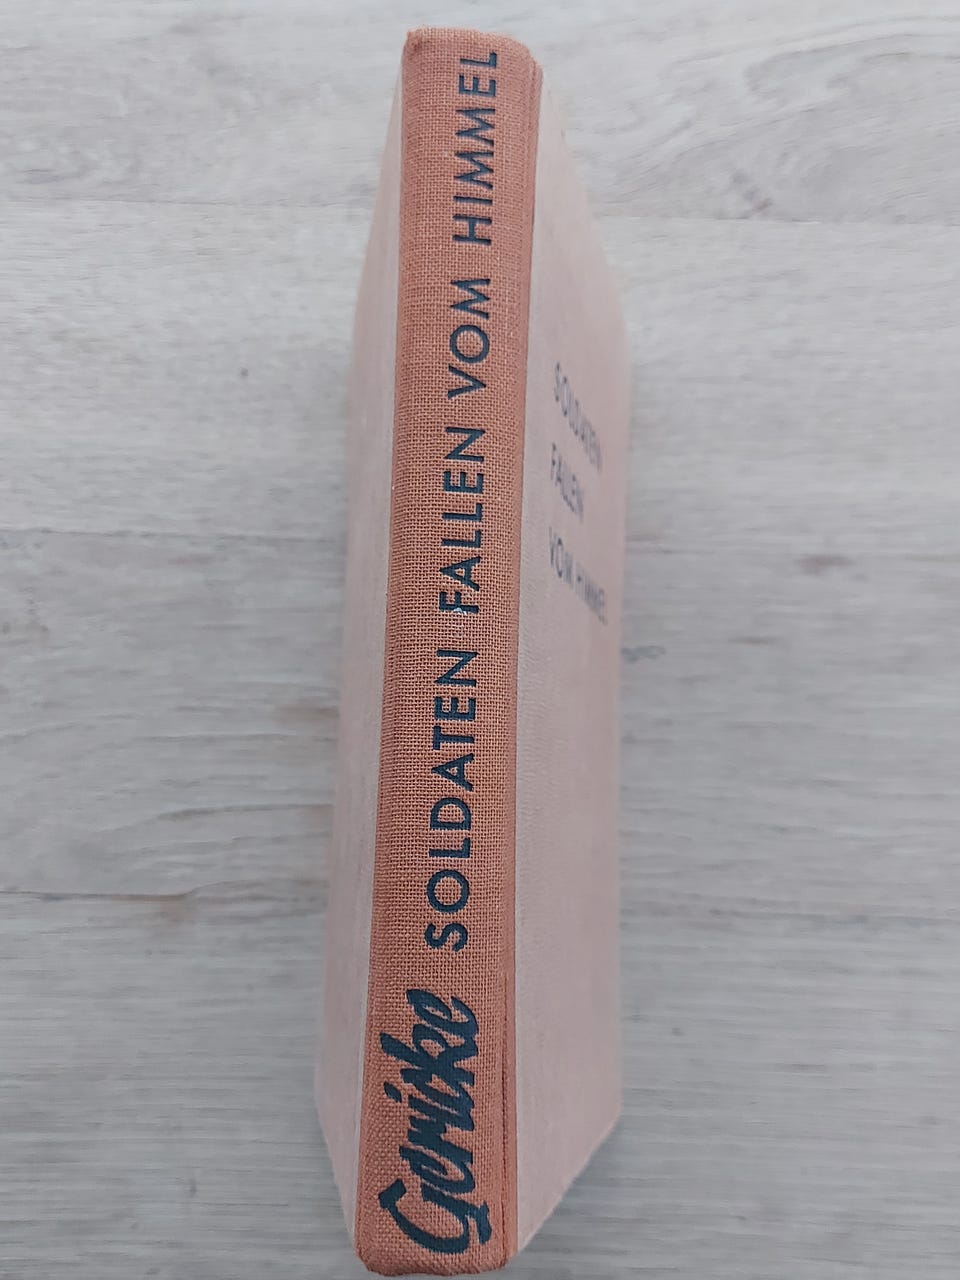 Gericke SOLDATEN FALLEN VOM HIMMEL
SOLDATEN
FALLEN
VOM HIMMEL